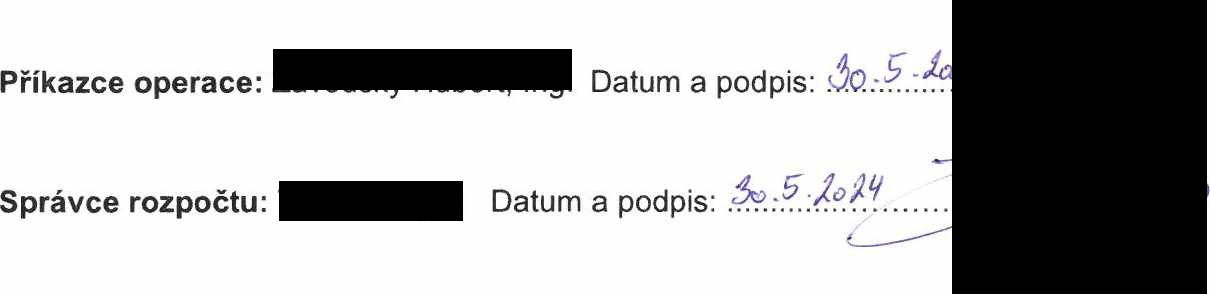 Příkazce operace: Datum a podpis: 30.5.20
Správce rozpočtu: Datum a podpis: 30.5.2024